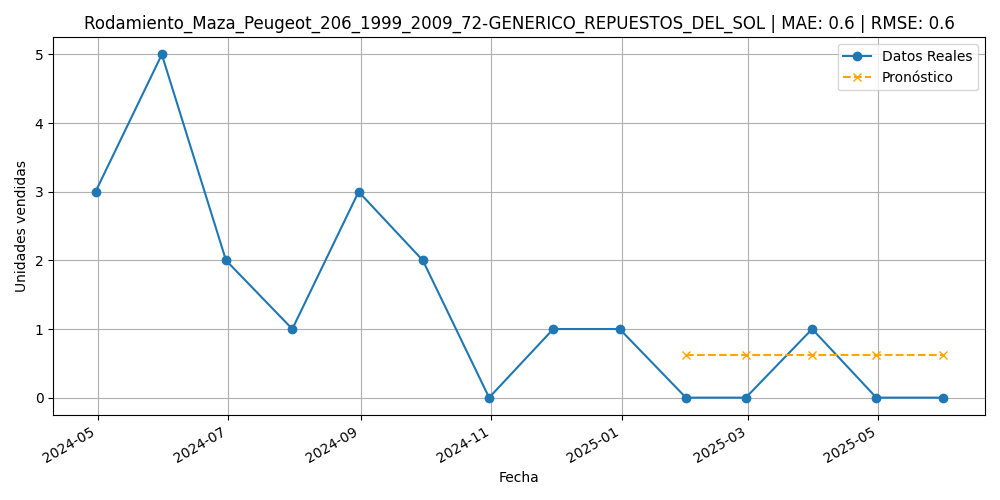 Rodamiento_Maza_Peugeot_206_1999_2009_72-GENERICO_REPUESTOS_DEL_SOL | MAE: 0.6 | RMSE: 0.6
Datos Reales
Pronóstico
Unidades vendidas
5
4
3
2
1
0
2024-05
2024-07
2024-09
2024-11
2025-01
2025-03
2025-05
Fecha